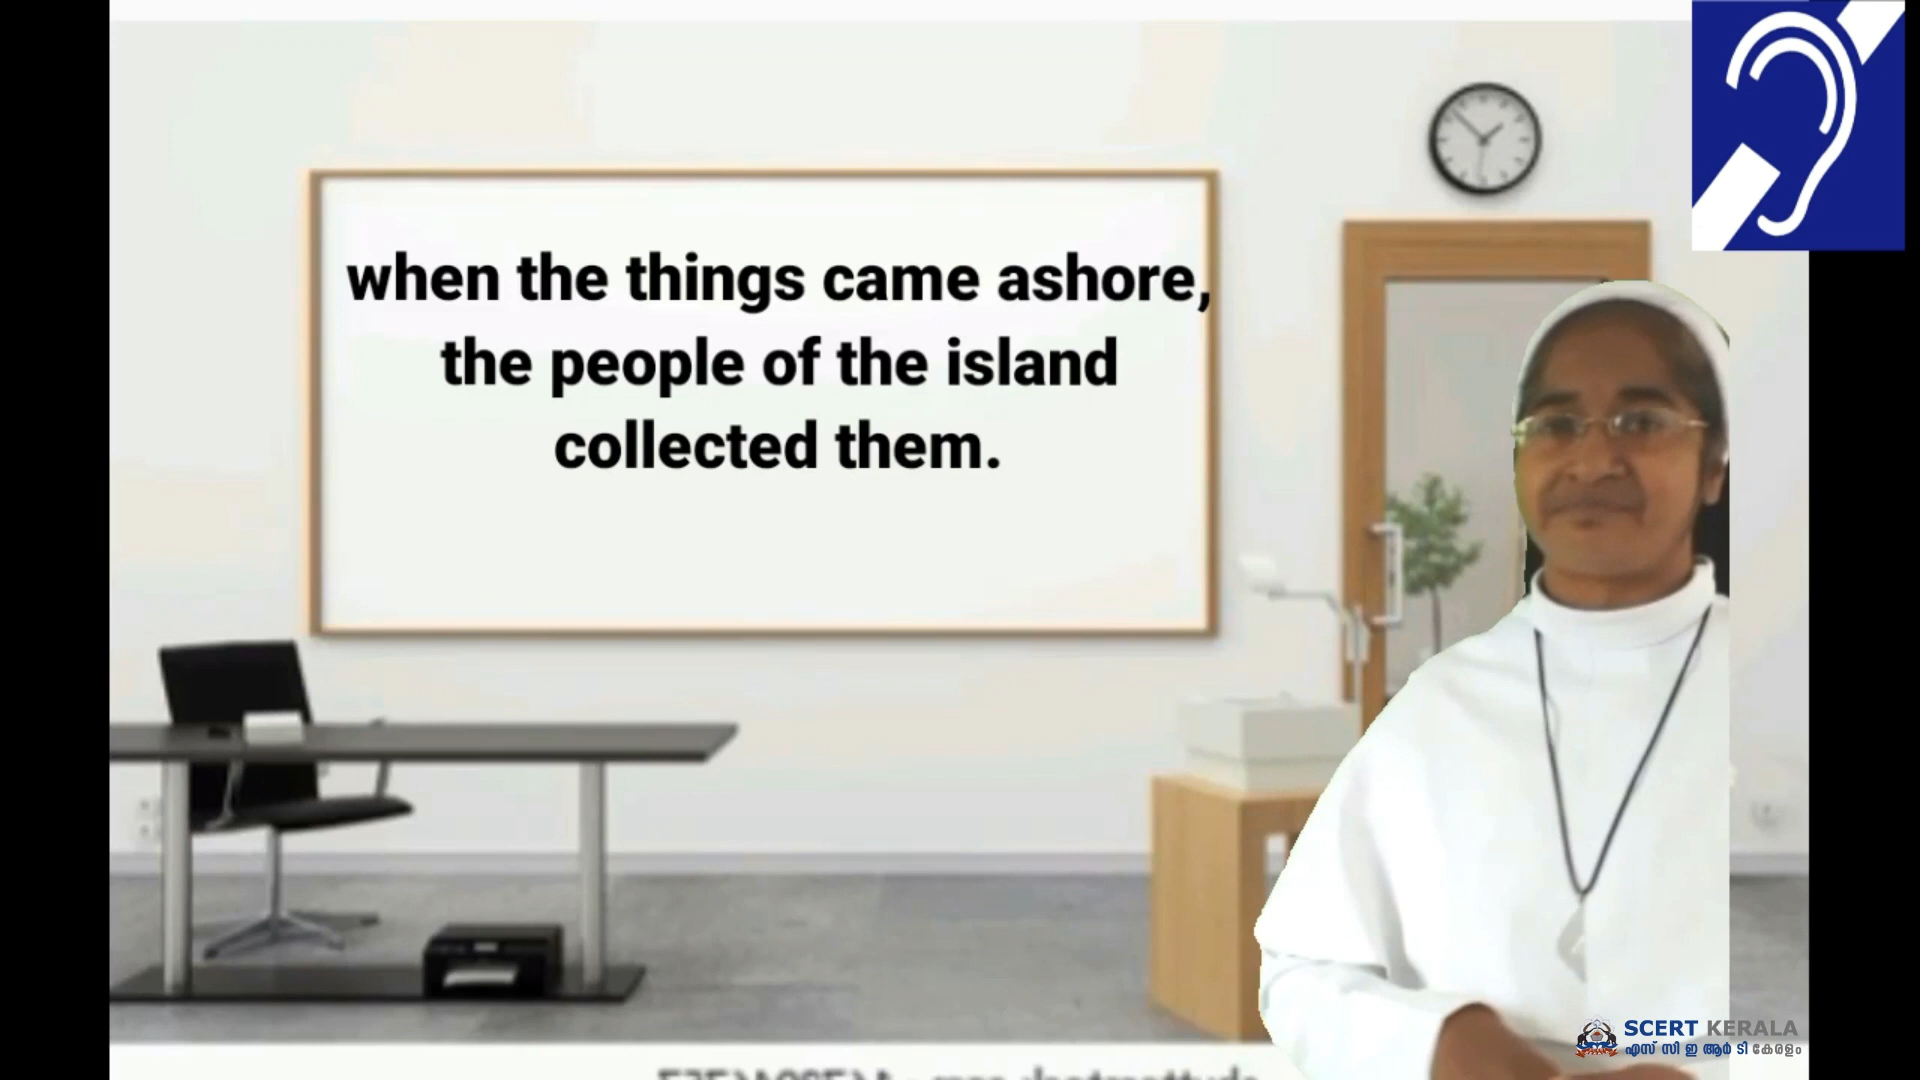 when the things came ashore,
the people of the island
collected them.
SCERT KERALA
എസ് സി ഇ ആർ ടി കേരളം